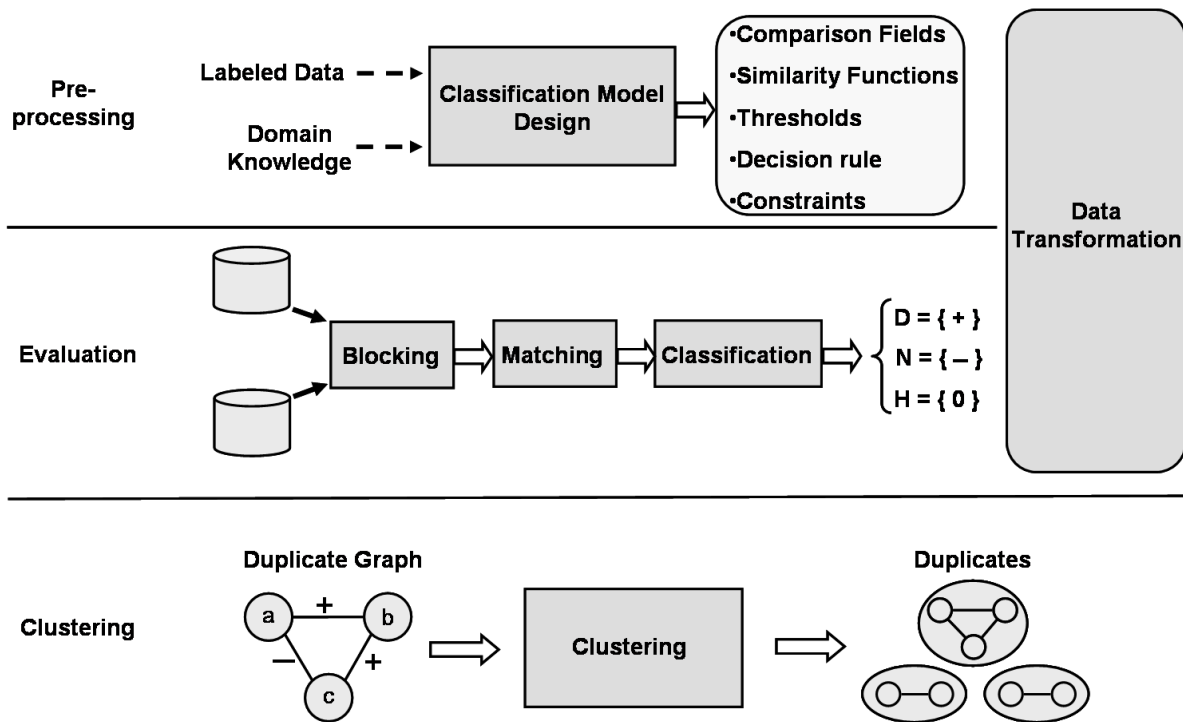 Pre-
processing
Labeled Data
Domain
Knowledge
Classification Model
Design
•Comparison Fields
•Similarity Functions
•Thresholds
•Decision rule
•Constraints
Data
Transformation
Evaluation
Blocking
Matching
Classification
D = { + }
N = { – }
H = { 0 }
Clustering
Duplicate Graph
a
+
b
–
+
c
Clustering
Duplicates